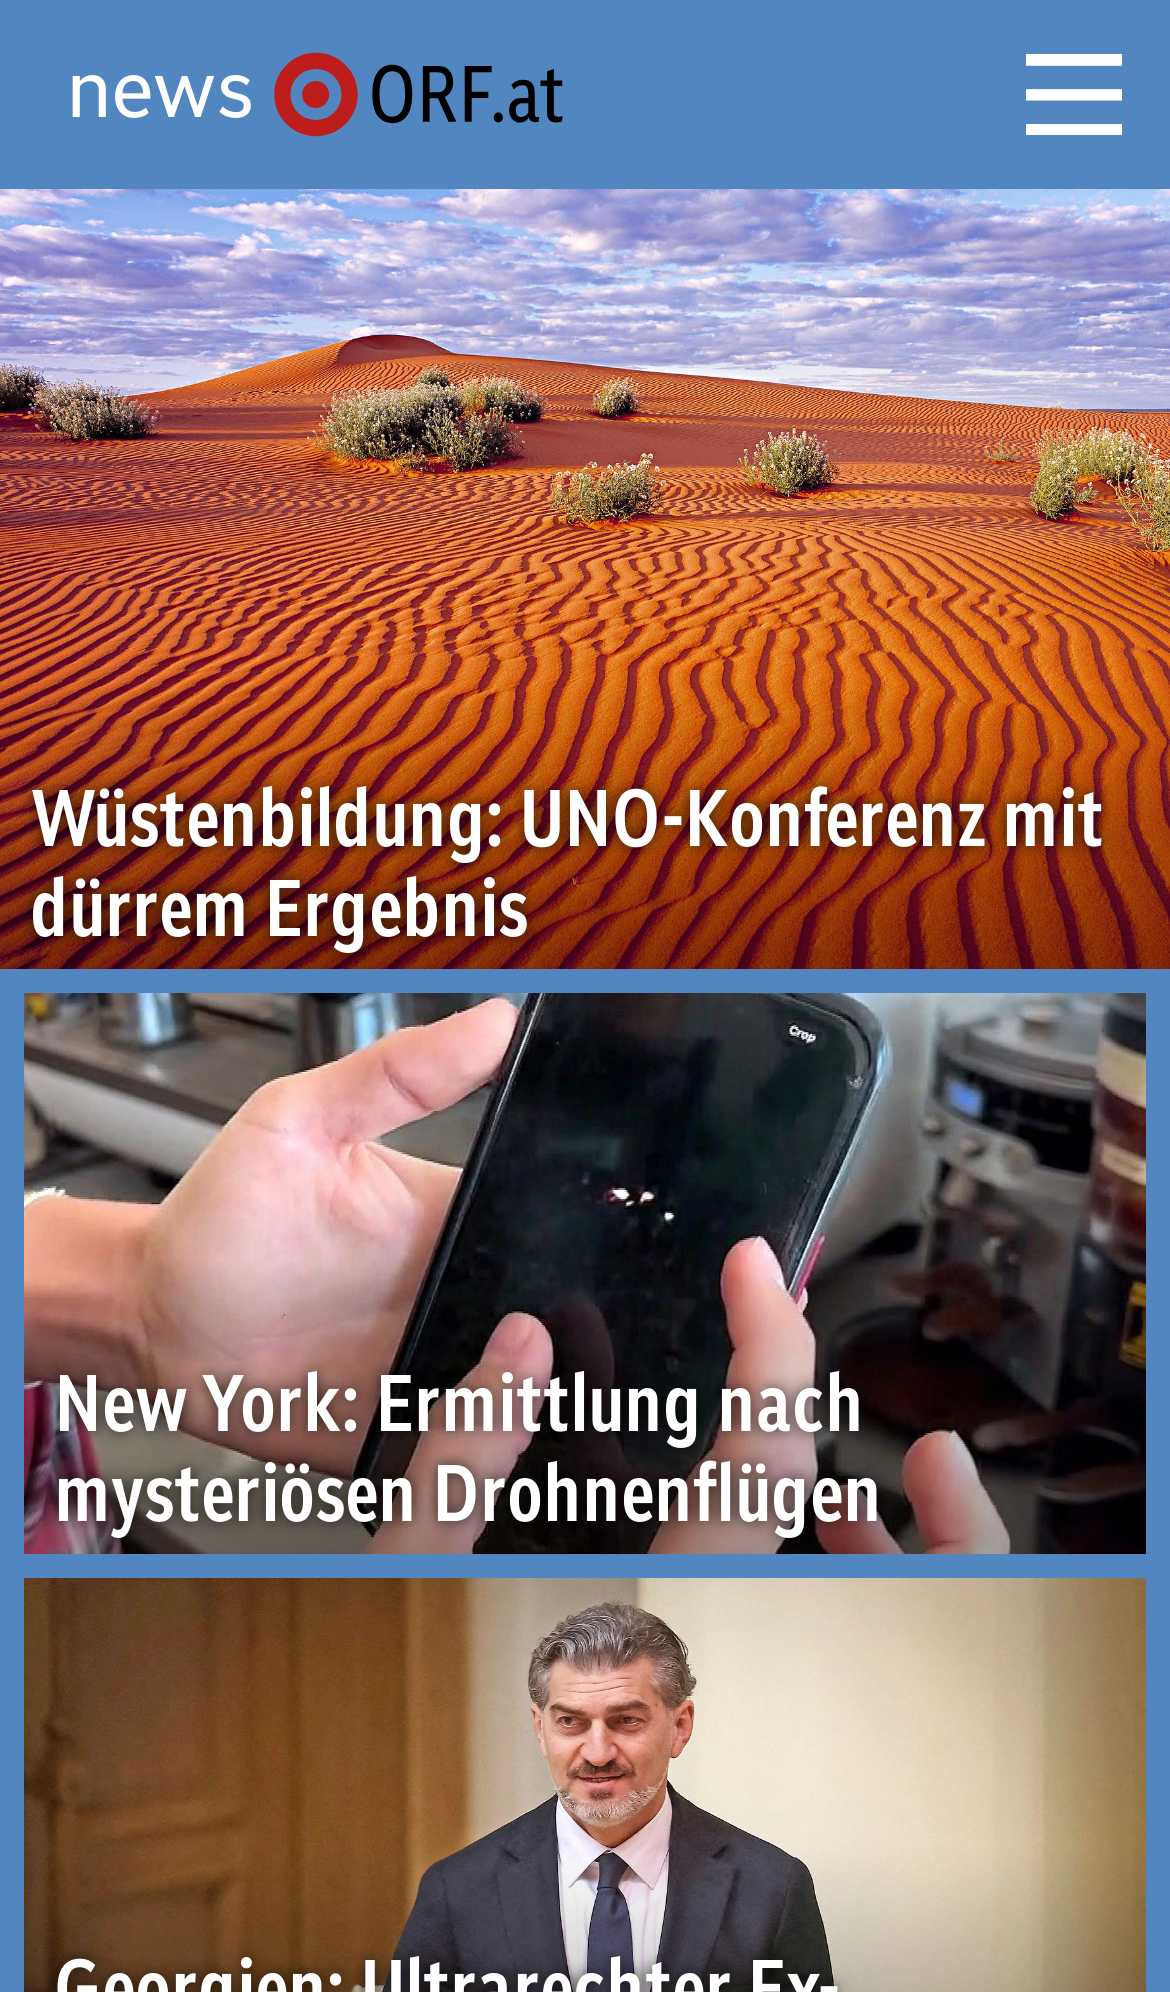 news ORF.at
Wüstenbildung: UNO-Konferenz mit
dürrem Ergebnis
Crop
New York: Ermittlung nach
mysteriösen Drohnenflügen
Georgien: Ultrarechter Ex-